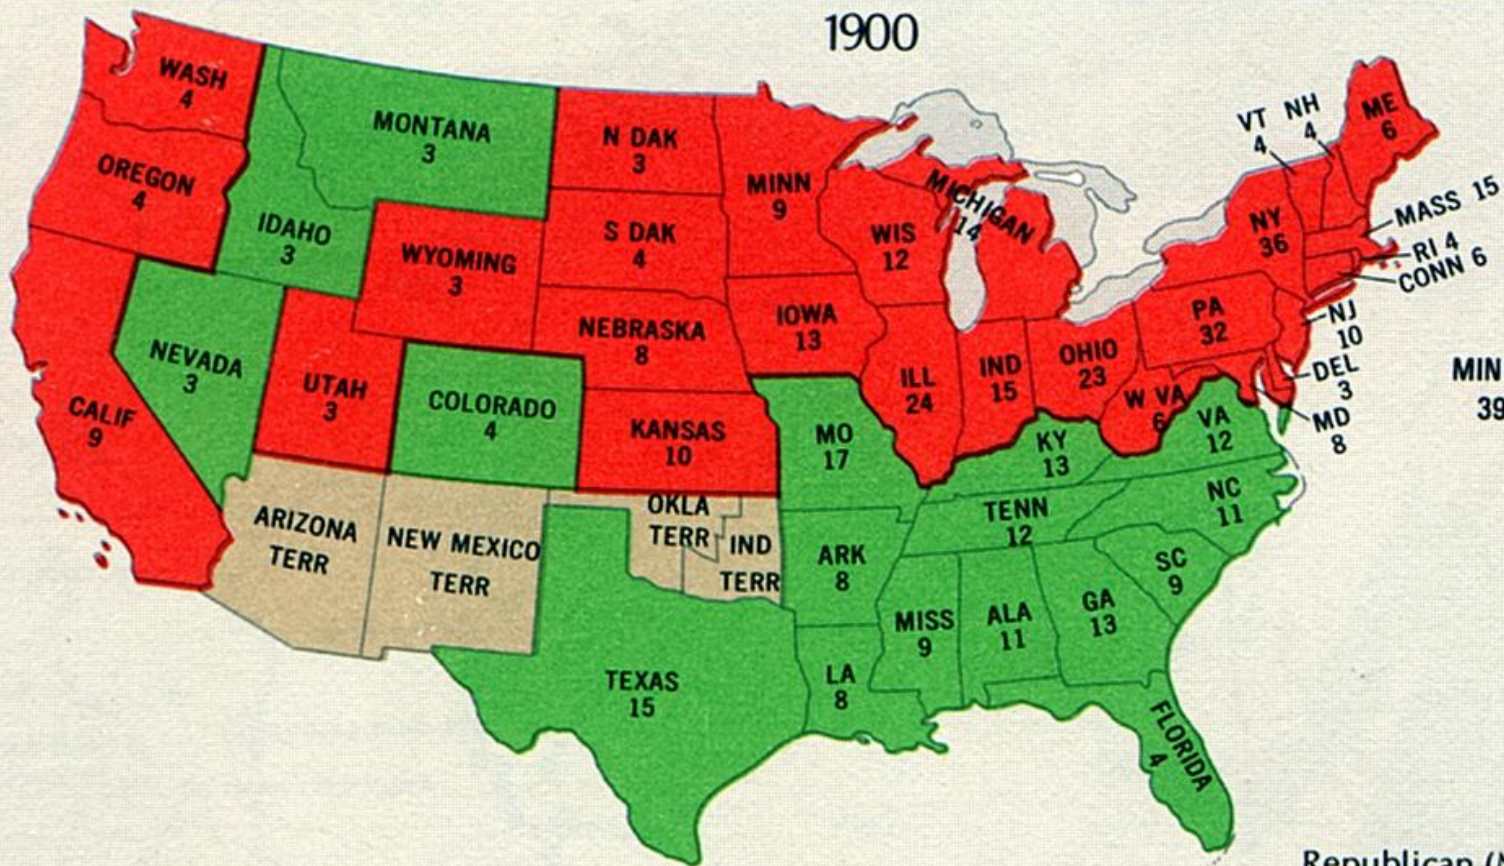 1900
WASH
4
OREGON
4
CALIF
9
MONTANA
3
IDAHO
3
NEVADA
3
WYOMING
3
UTAH
3
COLORADO
4
ARIZONA
TERR
NEW MEXICO
TERR
N DAK
3
S DAK
4
NEBRASKA
8
KANSAS
10
OKLA
TERR
IND
TERR
TEXAS
15
MINN
9
IOWA
13
MO
17
ARK
8
LA
8
WIS
12
MICHIGAN
14
ILL
24
IND
15
OHIO
23
KY
13
TENN
12
MISS
9
ALA
11
GA
13
FLORIDA
4
SC
9
NC
11
VA
12
W VA
6
PA
32
NY
36
VT
4
NH
4
ME
6
MASS 15
RI 4
CONN 6
NJ
10
DEL
3
MD
8
MIN
39
Republican